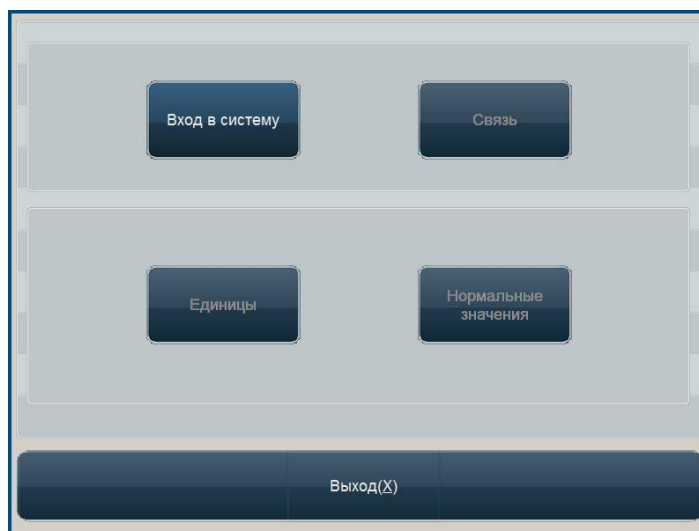 Вход в систему
Связь
Единицы
Нормальные
значения
Выход(X)